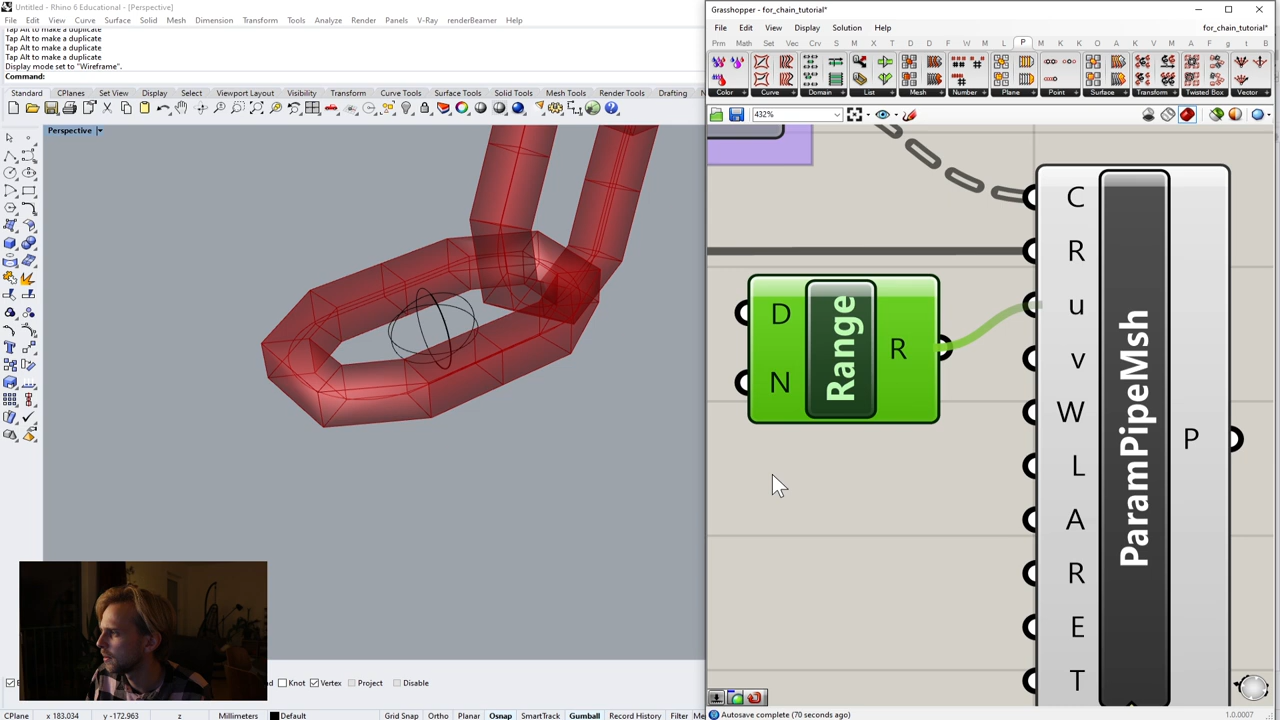 Untitled - Rhino 6 Educational - [Perspective]
File Edit View Curve Surface Solid Mesh Dimension Transform Tools Analyze Render Panels V-Ray renderBeamer Help
Tap Alt to make a duplicate
Tap Alt to make a duplicate
Tap Alt to make a duplicate
Display mode set to "Wireframe".
Command:
Standard CPlanes Set View Display Select Viewport Layout Visibility Transform Curve Tools Surface Tools Solid Tools Mesh Tools Render Tools Drafting
Perspective
Knot Vertex Project Disable
CPlane x 183.034 y -172.963 z Millimeters Default Grid Snap Ortho Planar Osnap SmartTrack Gumball Record History Filter
Grasshopper - for_chain_tutorial*
File Edit View Display Solution Help for_chain_tutorial*
Prm Math Set Vec Crv S M X T D D F N T W M L P M K O A S V M A F g t B
Color Curve Domain List Mesh Number Plane Point Surface Transform Twisted Box Vector
432%
D
N
Range
R
C
R
u
v
W
L
A
R
E
T
ParamPipeMsh
P
Autosave complete (70 seconds ago)
1.0.0007